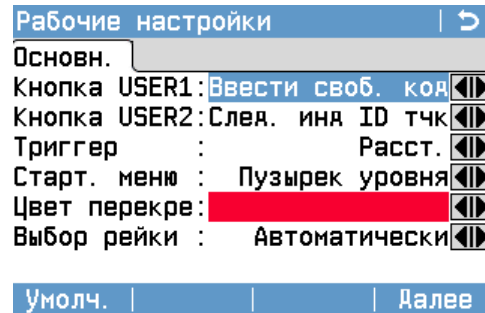 Рабочие настройки
Основн.
Кнопка USER1:Ввести своб. код
Кнопка USER2:След. инд ID тчк
Триггер : Расст.
Старт. меню : Пузырек уровня
Цвет перекре:
Выбор рейки : Автоматически
Умолч. | | | Далее